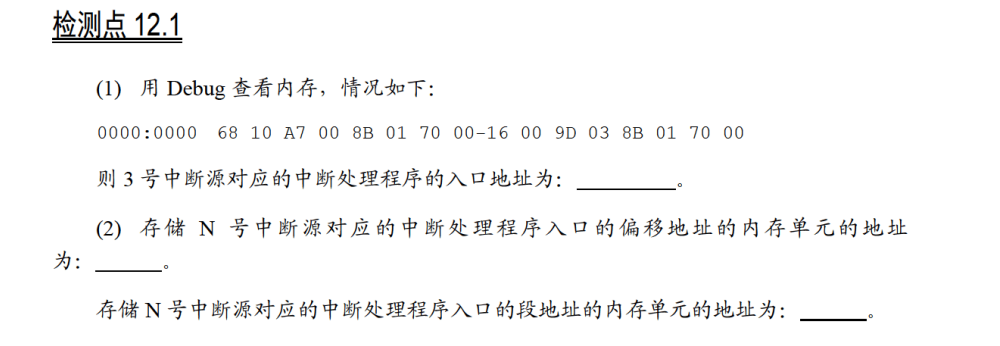 检测点 12.1
(1) 用 Debug 查看内存，情况如下：
0000:0000 68 10 A7 00 8B 01 70 00-16 00 9D 03 8B 01 70 00
则 3 号中断源对应的中断处理程序的入口地址为：________。
(2) 存储 N 号中断源对应的中断处理程序入口的偏移地址的内存单元的地址
为：______。
存储 N 号中断源对应的中断处理程序入口的段地址的内存单元的地址为：______。